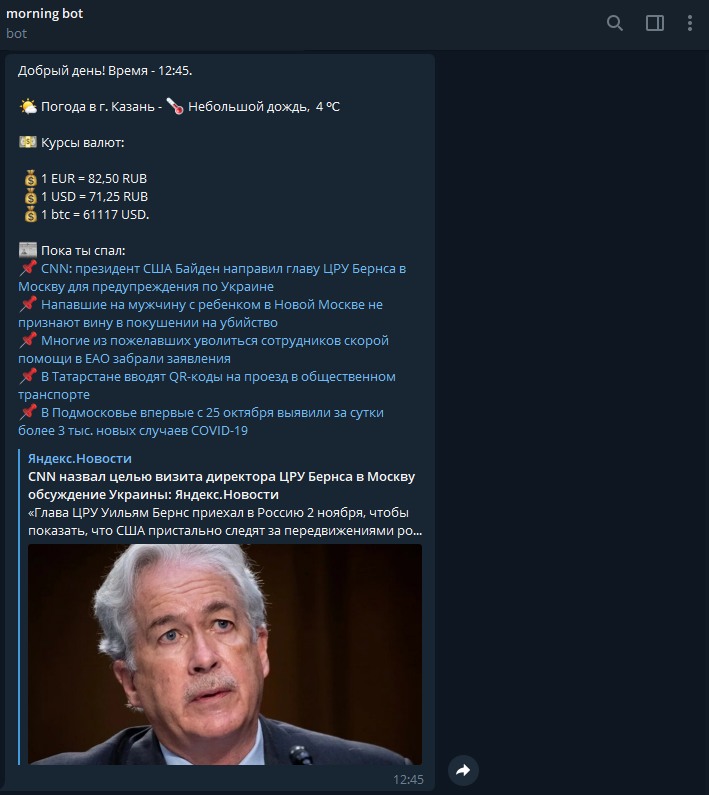 morning bot
bot
Добрый день! Время - 12:45.
Погода в г. Казань - Небольшой дождь, 4 °C
Курсы валют:
1 EUR = 82,50 RUB
1 USD = 71,25 RUB
1 btc = 61117 USD.
Пока ты спал:
CNN: президент США Байден направил главу ЦРУ Бернса в
Москву для предупреждения по Украине
Напавшие на мужчину с ребенком в Новой Москве не
признают вину в покушении на убийство
Многие из пожелавших уволиться сотрудников скорой
помощи в ЕАО забрали заявления
В Татарстане вводят QR-коды на проезд в общественном
транспорте
В Подмосковье впервые с 25 октября выявили за сутки
более 3 тыс. новых случаев COVID-19
Яндекс.Новости
CNN назвал целью визита директора ЦРУ Бернса в Москву
обсуждение Украины: Яндекс.Новости
«Глава ЦРУ Уильям Бернс приехал в Россию 2 ноября, чтобы
показать, что США пристально следят за передвижениями ро...
12:45